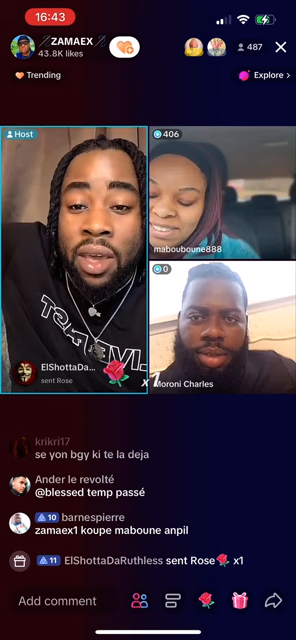 16:43
ZAMAEX
43.8K likes
487
Trending
Explore >
Host
406
mabouboune888
0
ElShottaDa...
sent Rose
x1
Moroni Charles
krikri17
se yon bgy ki te la deja
Ander le revolté
@blessed temp passé
10 barnespierre
zamaex1 koupe maboune anpil
11 ElShottaDaRuthless sent Rose x1
Add comment